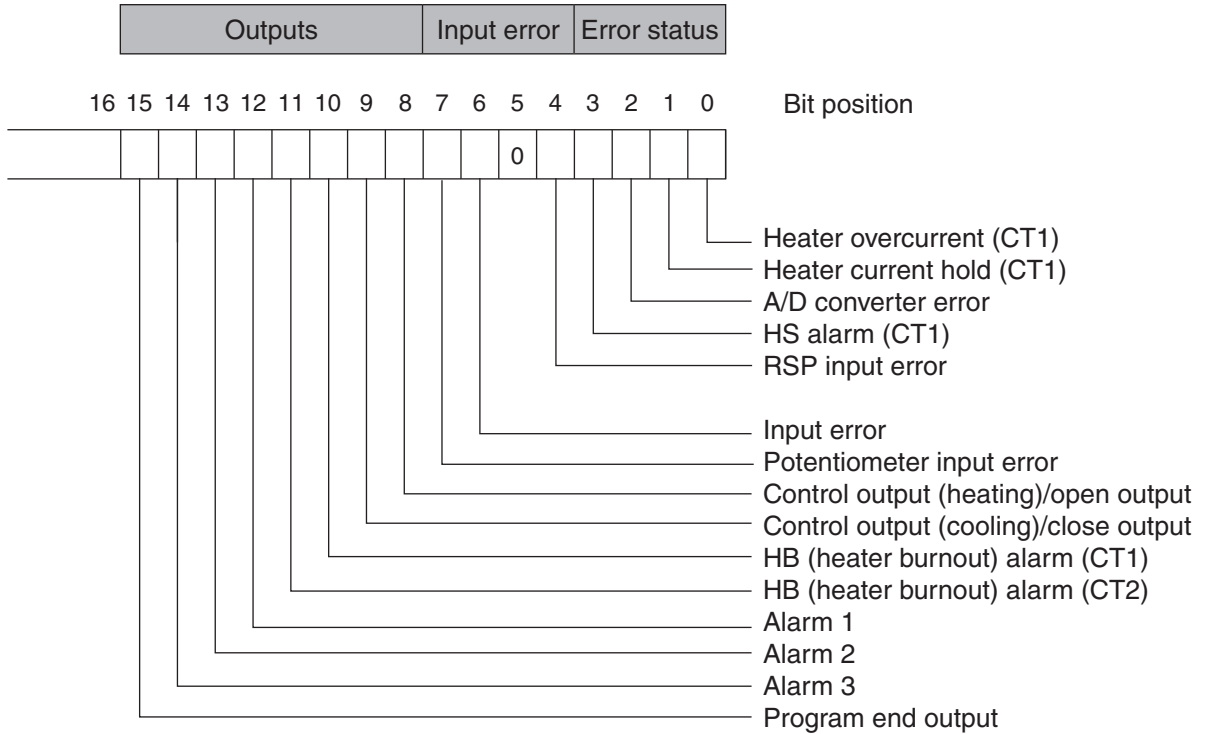 Outputs Input error Error status
16 15 14 13 12 11 10 9 8 7 6 5 4 3 2 1 0 Bit position
0
Heater overcurrent (CT1)
Heater current hold (CT1)
A/D converter error
HS alarm (CT1)
RSP input error
Input error
Potentiometer input error
Control output (heating)/open output
Control output (cooling)/close output
HB (heater burnout) alarm (CT1)
HB (heater burnout) alarm (CT2)
Alarm 1
Alarm 2
Alarm 3
Program end output